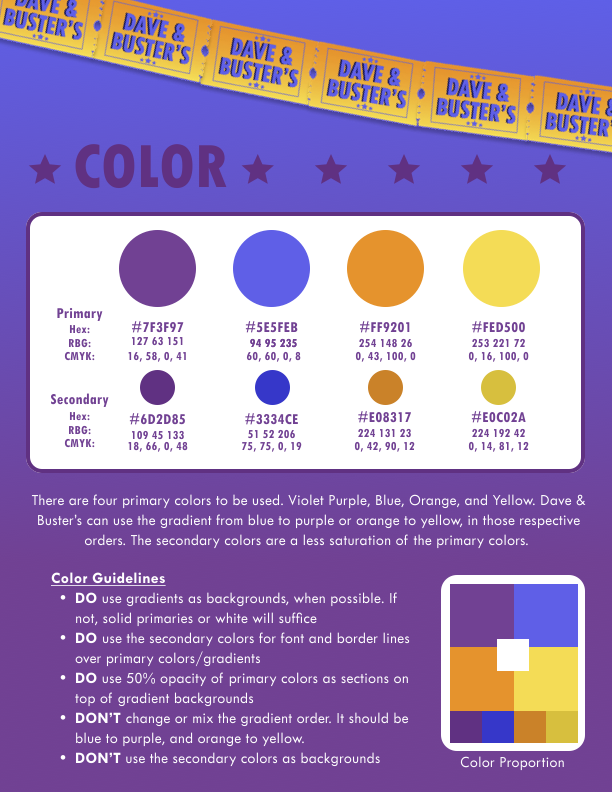 DAVE &
BUSTER'S
DAVE &
BUSTER'S
DAVE &
BUSTER'S
DAVE &
BUSTER'S
DAVE &
BUSTER'S
DAVE &
BUSTER'S
COLOR
Primary
Hex: #7F3F97 #5E5FEB #FF9201 #FED500
RBG: 127 63 151 94 95 235 254 148 26 253 221 72
CMYK: 16, 58, 0, 41 60, 60, 0, 8 0, 43, 100, 0 0, 16, 100, 0
Secondary
Hex: #6D2D85 #3334CE #E08317 #E0C02A
RBG: 109 45 133 51 52 206 224 131 23 224 192 42
CMYK: 18, 66, 0, 48 75, 75, 0, 19 0, 42, 90, 12 0, 14, 81, 12
There are four primary colors to be used. Violet Purple, Blue, Orange, and Yellow. Dave &
Buster's can use the gradient from blue to purple or orange to yellow, in those respective
orders. The secondary colors are a less saturation of the primary colors.
Color Guidelines
• DO use gradients as backgrounds, when possible. If
not, solid primaries or white will suffice
• DO use the secondary colors for font and border lines
over primary colors/gradients
• DO use 50% opacity of primary colors as sections on
top of gradient backgrounds
• DON'T change or mix the gradient order. It should be
blue to purple, and orange to yellow.
• DON'T use the secondary colors as backgrounds
Color Proportion